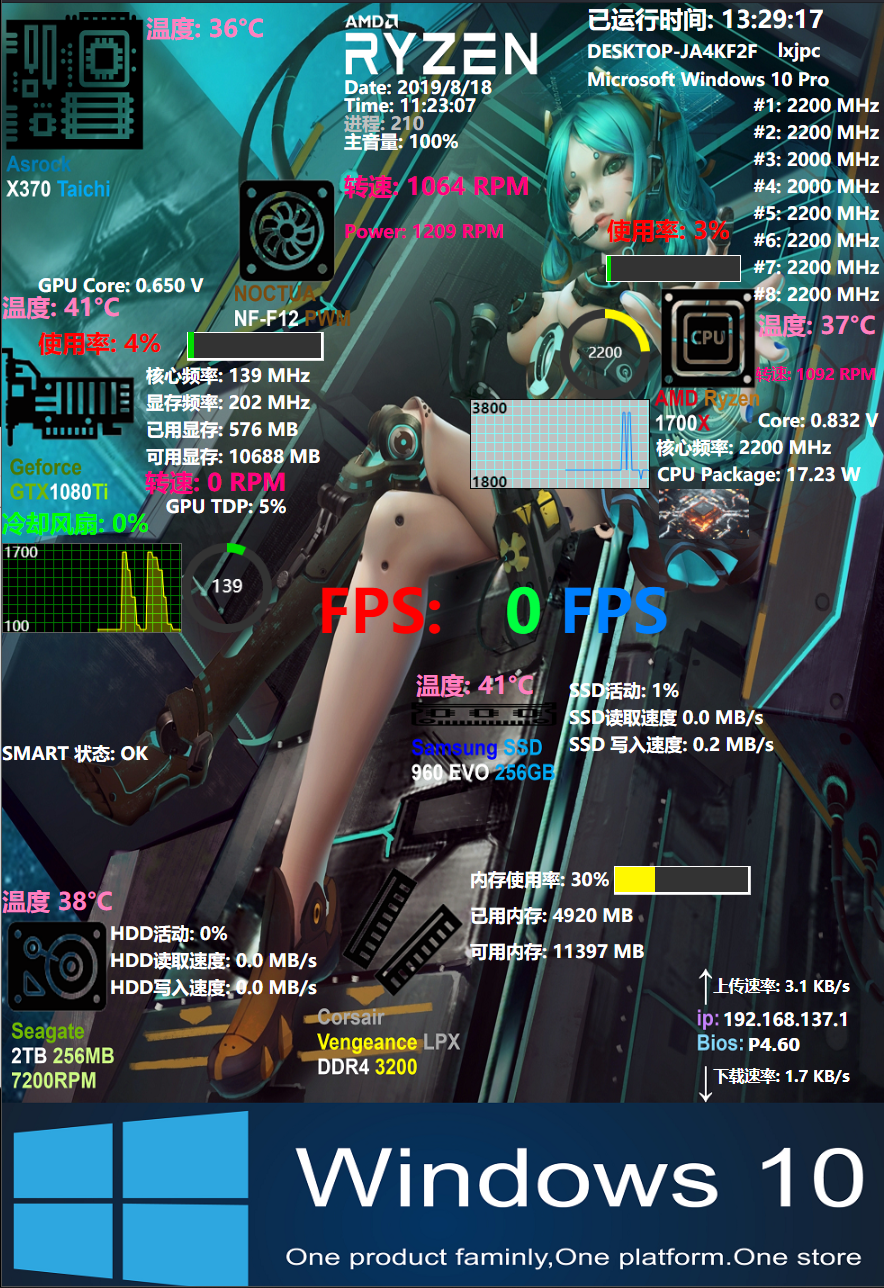 温度: 36°C
Asrock
X370 Taichi
AMD
RYZEN
Date: 2019/8/18
Time: 11:23:07
进程: 210
主音量: 100%
已运行时间: 13:29:17
DESKTOP-JA4KF2F lxjpc
Microsoft Windows 10 Pro
#1: 2200 MHz
#2: 2200 MHz
#3: 2000 MHz
#4: 2000 MHz
#5: 2200 MHz
#6: 2200 MHz
#7: 2200 MHz
#8: 2200 MHz
转速: 1064 RPM
Power: 1209 RPM
使用率: 3%
NOCTUA
NF-F12 PWM
GPU Core: 0.650 V
温度: 41°C
使用率: 4%
核心频率: 139 MHz
显存频率: 202 MHz
已用显存: 576 MB
可用显存: 10688 MB
转速: 0 RPM
GPU TDP: 5%
Geforce
GTX1080Ti
冷却风扇: 0%
1700
100
139
2200
CPU
温度: 37°C
转速: 1092 RPM
AMD Ryzen
1700X
Core: 0.832 V
核心频率: 2200 MHz
CPU Package: 17.23 W
3800
1800
FPS: 0 FPS
温度: 41°C
Samsung SSD
960 EVO 256GB
SSD活动: 1%
SSD读取速度 0.0 MB/s
SSD 写入速度: 0.2 MB/s
SMART 状态: OK
温度 38°C
HDD活动: 0%
HDD读取速度: 0.0 MB/s
HDD写入速度: 0.0 MB/s
Seagate
2TB 256MB
7200RPM
内存使用率: 30%
已用内存: 4920 MB
可用内存: 11397 MB
Corsair
Vengeance LPX
DDR4 3200
上传速率: 3.1 KB/s
ip: 192.168.137.1
Bios: P4.60
下载速率: 1.7 KB/s
Windows 10
One product faminly,One platform.One store